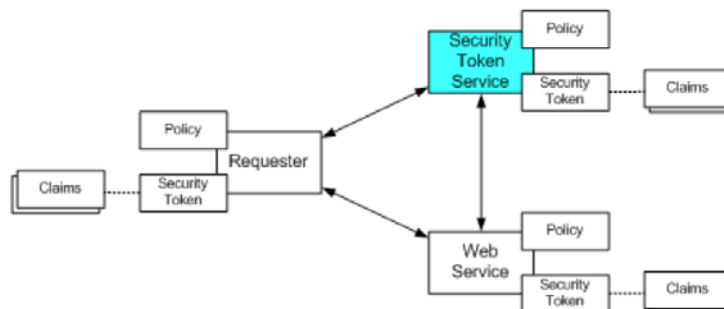 Security
Token
Service
Policy
Security
Token
Claims
Policy
Requester
Claims
Security
Token
Web
Service
Policy
Security
Token
Claims